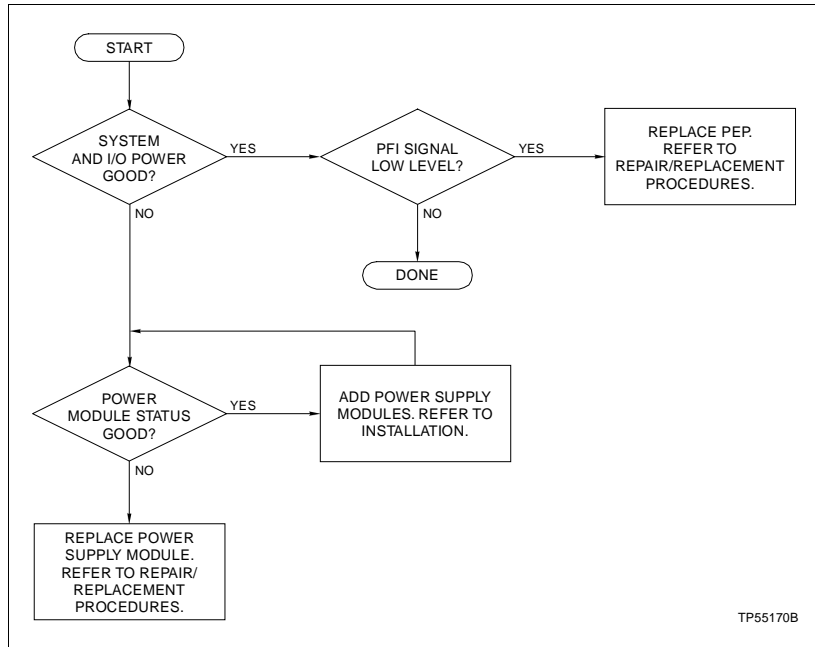 START
SYSTEM
AND I/O POWER
GOOD?
YES
PFI SIGNAL
LOW LEVEL?
YES
REPLACE PEP.
REFER TO
REPAIR/REPLACEMENT
PROCEDURES.
NO
NO
DONE
POWER
MODULE STATUS
GOOD?
YES
ADD POWER SUPPLY
MODULES. REFER TO
INSTALLATION.
NO
REPLACE POWER
SUPPLY MODULE.
REFER TO REPAIR/
REPLACEMENT
PROCEDURES.
TP55170B